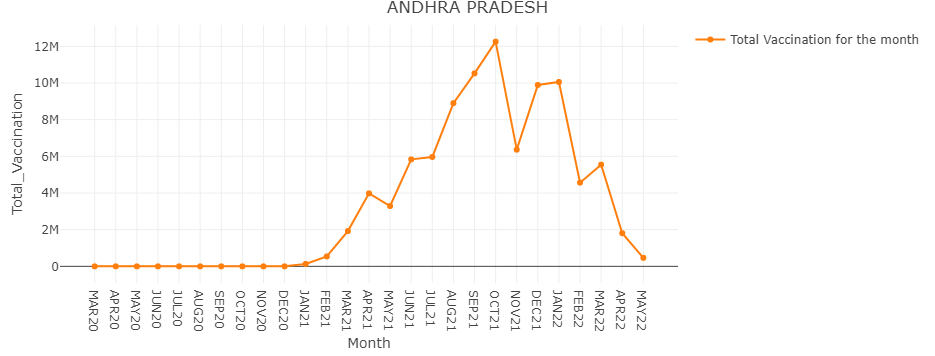 ANDHRA PRADESH
Total Vaccination for the month
Total_Vaccination
12M
10M
8M
6M
4M
2M
0
MAR20
APR20
MAY20
JUN20
JUL20
AUG20
SEP20
OCT20
NOV20
DEC20
JAN21
FEB21
MAR21
APR21
MAY21
JUN21
JUL21
AUG21
SEP21
OCT21
NOV21
DEC21
JAN22
FEB22
MAR22
APR22
MAY22
Month